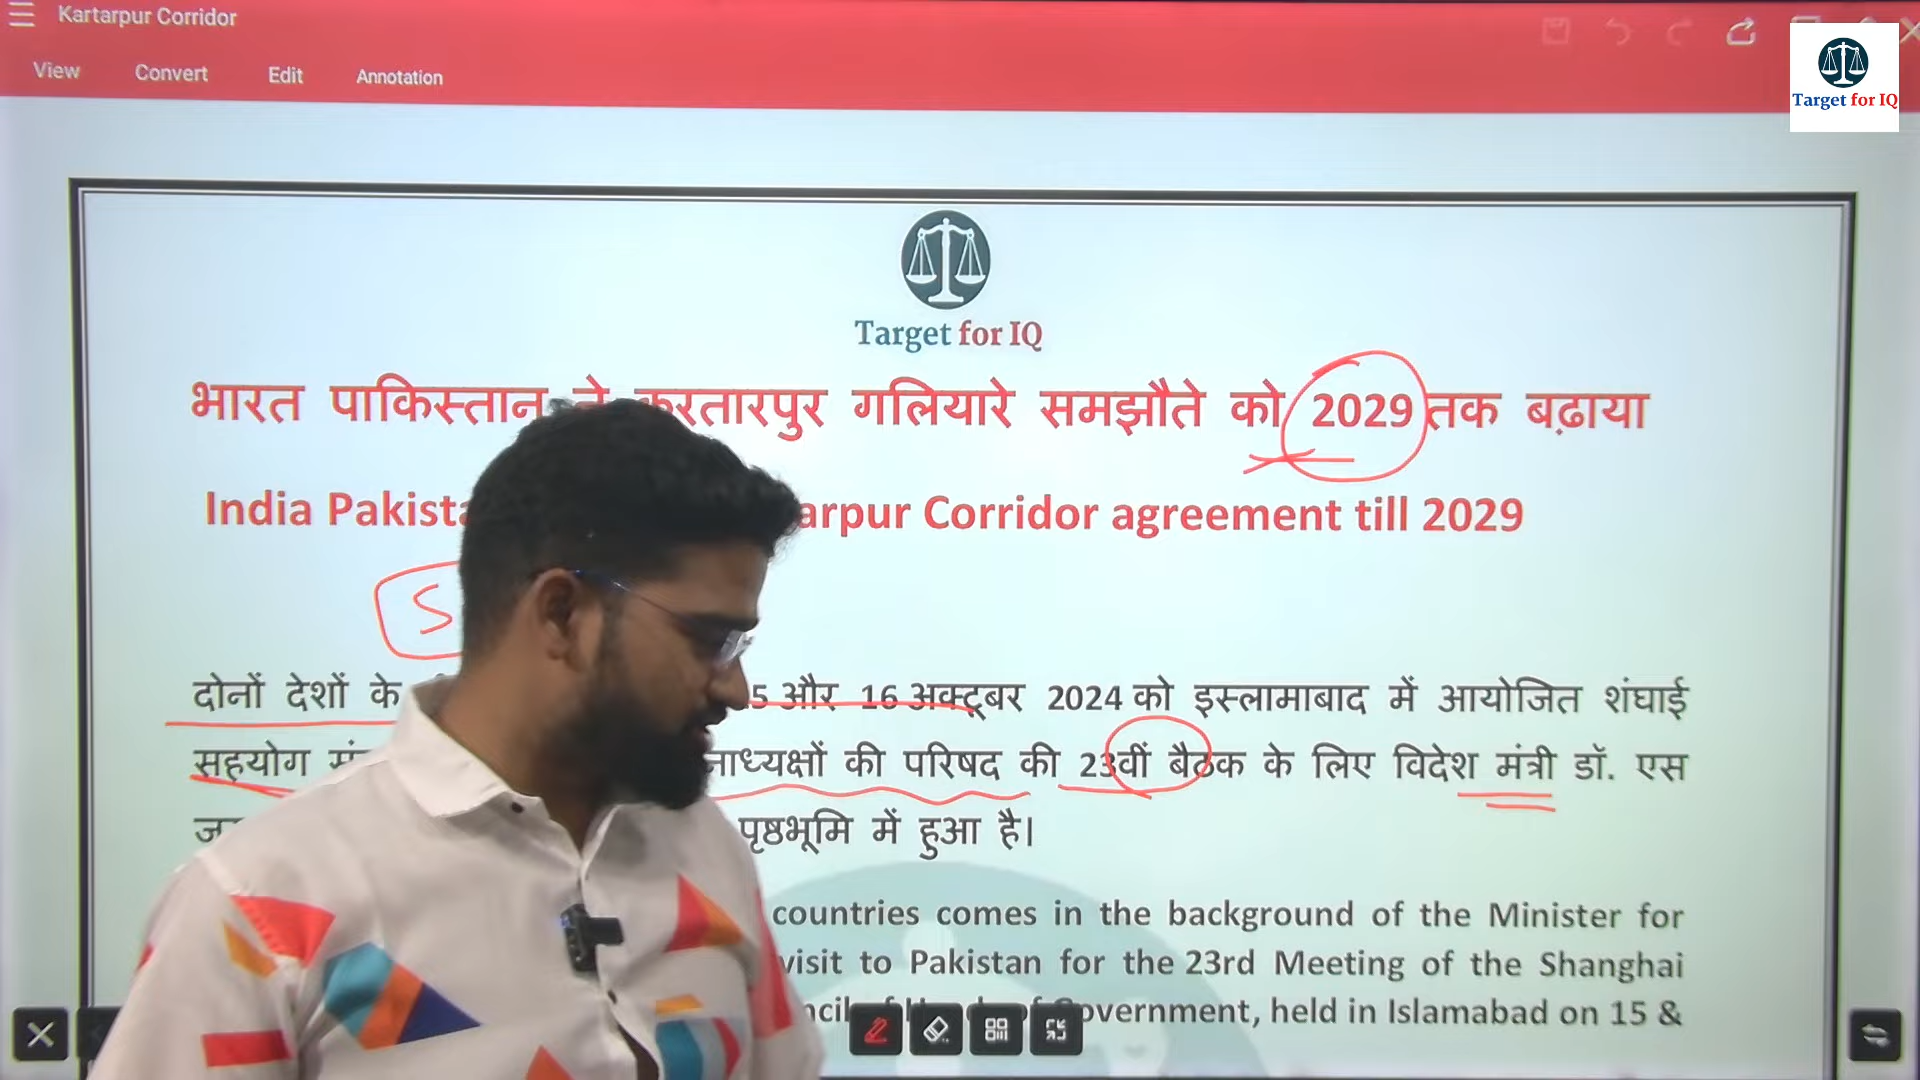 Kartarpur Corridor
View Convert Edit Annotation
Target for IQ
Target for IQ
भारत पाकिस्तान ने करतारपुर गलियारे समझौते को 2029 तक बढ़ाया
India arpur Corridor agreement till 2029
S
दोनों देशों के 5 और 16 अक्टूबर 2024 को इस्लामाबाद में आयोजित शंघाई
सहयोग की परिषद की 23वीं बैठक के लिए विदेश मंत्री डॉ. एस
पृष्ठभूमि में हुआ है।
countries comes in the background of the Minister for
visit to Pakistan for the 23rd Meeting of the Shanghai
overnment, held in Islamabad on 15 &